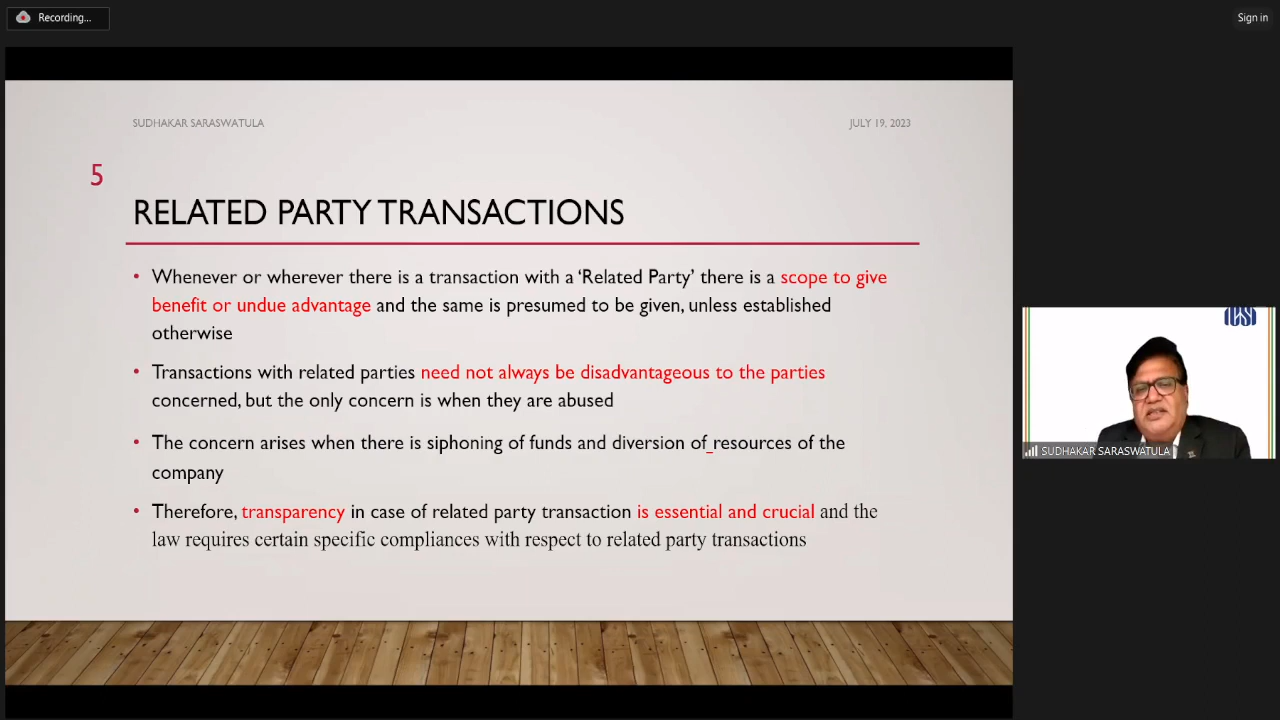 Recording...
Sign in
SUDHAKAR SARASWATULA
JULY 19, 2023
5
RELATED PARTY TRANSACTIONS
• Whenever or wherever there is a transaction with a ‘Related Party’ there is a scope to give
benefit or undue advantage and the same is presumed to be given, unless established
otherwise
• Transactions with related parties need not always be disadvantageous to the parties
concerned, but the only concern is when they are abused
• The concern arises when there is siphoning of funds and diversion of resources of the
company
• Therefore, transparency in case of related party transaction is essential and crucial and the
law requires certain specific compliances with respect to related party transactions
ICSI
SUDHAKAR SARASWATULA